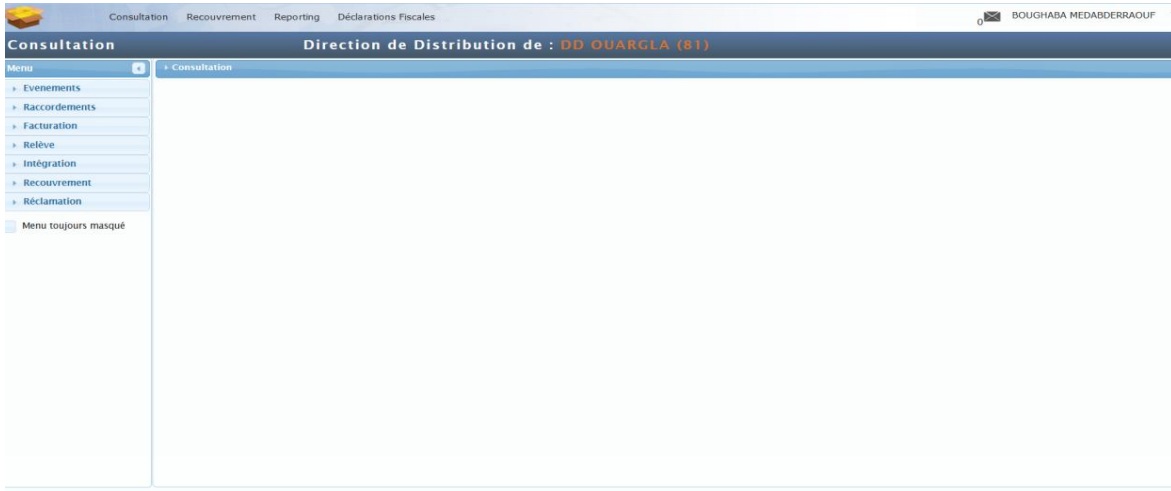 Consultation Recouvrement Reporting Déclarations Fiscales 0 BOUGHABA MEDABDERRAOUF
Consultation Direction de Distribution de : DD OUARGLA (81)
Menu Consultation
Evenements
Raccordements
Facturation
Relève
Intégration
Recouvrement
Réclamation
Menu toujours masqué